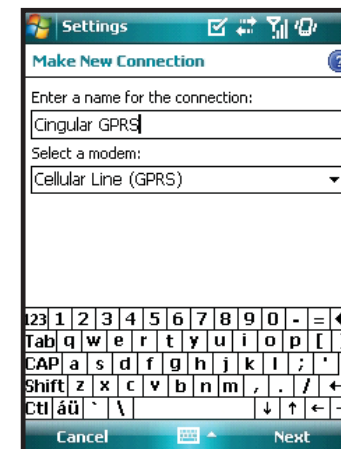 Settings
Make New Connection
Enter a name for the connection:
Cingular GPRS
Select a modem:
Cellular Line (GPRS)
123 1 2 3 4 5 6 7 8 9 0 - =
Tab q w e r t y u i o p [
CAP a s d f g h j k l ; '
Shift z x c v b n m , . / ←
Ctl áü ` \ ↓ ↑ ←
Cancel Next